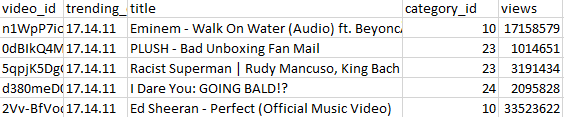 video_id trending_ title category_id views
n1WpP7ic 17.14.11 Eminem - Walk On Water (Audio) ft. Beyonc 10 17158579
0dBIkQ4M 17.14.11 PLUSH - Bad Unboxing Fan Mail 23 1014651
5qpjK5Dg 17.14.11 Racist Superman | Rudy Mancuso, King Bach 23 3191434
d380meD0 17.14.11 I Dare You: GOING BALD!? 24 2095828
2Vv-BfVo 17.14.11 Ed Sheeran - Perfect (Official Music Video) 10 33523622